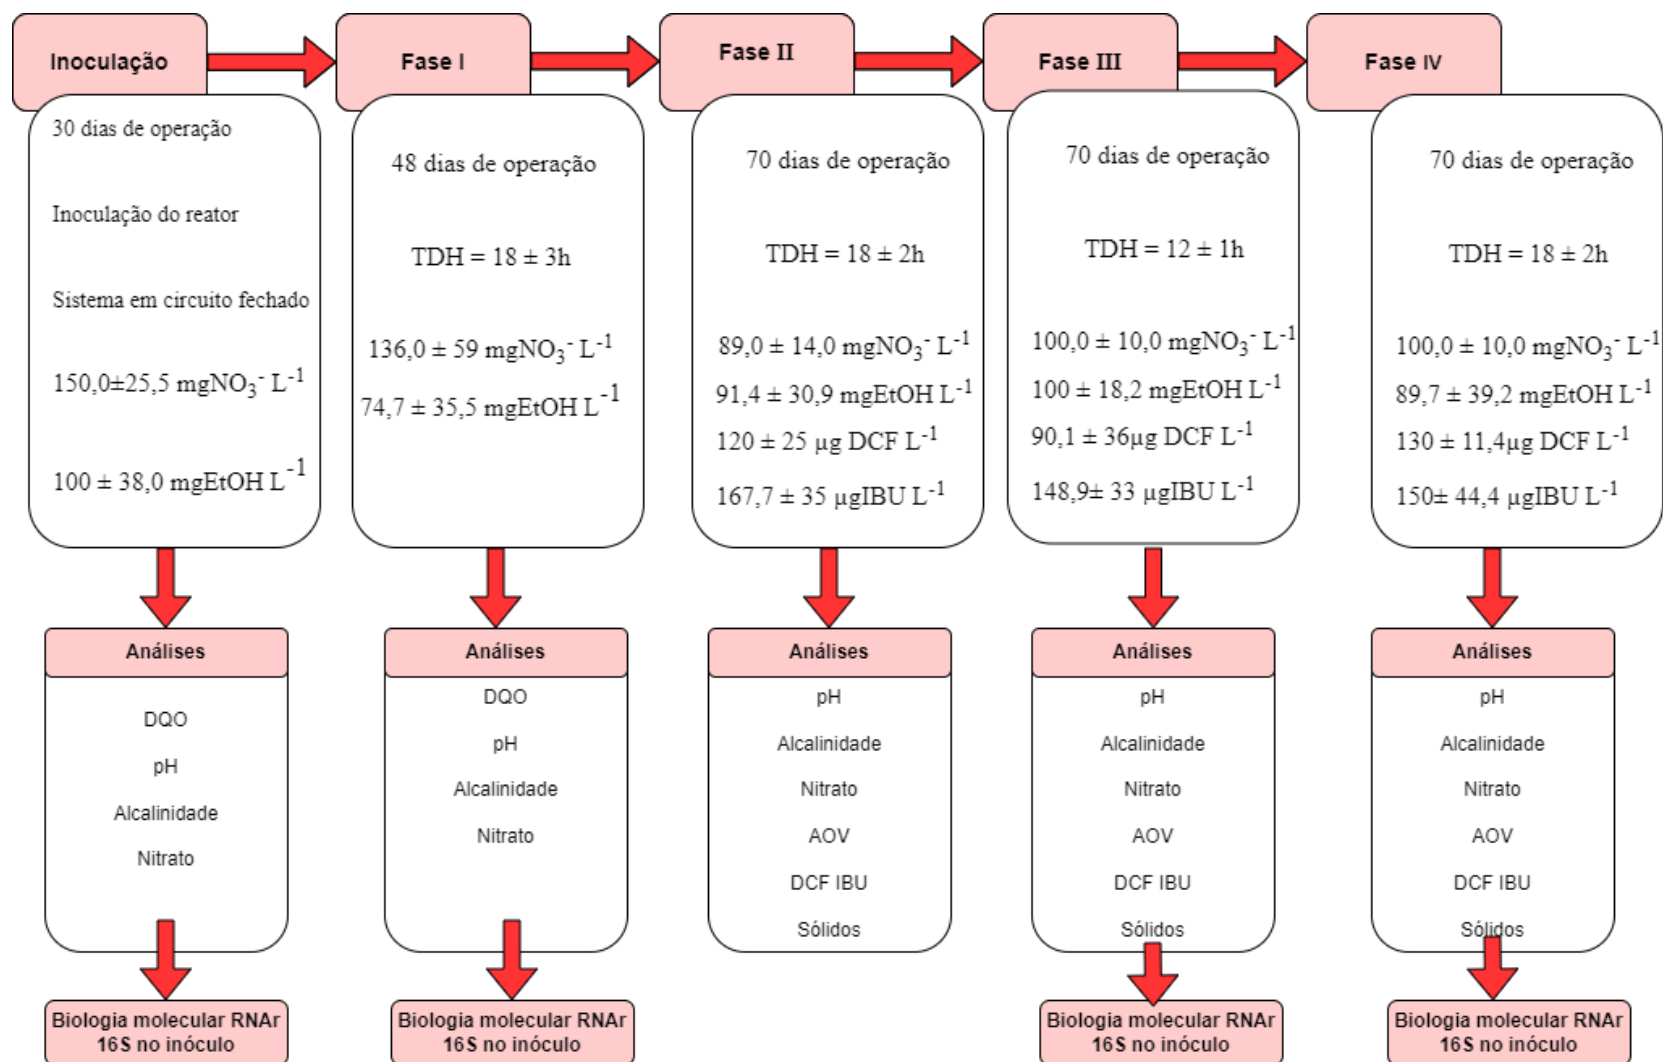 Inoculação
Fase I
Fase II
Fase III
Fase IV
30 dias de operação
Inoculação do reator
Sistema em circuito fechado
150,0±25,5 mgNO₃⁻ L⁻¹
100 ± 38,0 mgEtOH L⁻¹
48 dias de operação
TDH = 18 ± 3h
136,0 ± 59 mgNO₃⁻ L⁻¹
74,7 ± 35,5 mgEtOH L⁻¹
70 dias de operação
TDH = 18 ± 2h
89,0 ± 14,0 mgNO₃⁻ L⁻¹
91,4 ± 30,9 mgEtOH L⁻¹
120 ± 25 µg DCF L⁻¹
167,7 ± 35 µgIBU L⁻¹
70 dias de operação
TDH = 12 ± 1h
100,0 ± 10,0 mgNO₃⁻ L⁻¹
100 ± 18,2 mgEtOH L⁻¹
90,1 ± 36µg DCF L⁻¹
148,9± 33 µgIBU L⁻¹
70 dias de operação
TDH = 18 ± 2h
100,0 ± 10,0 mgNO₃⁻ L⁻¹
89,7 ± 39,2 mgEtOH L⁻¹
130 ± 11,4µg DCF L⁻¹
150± 44,4 µgIBU L⁻¹
Análises
DQO
pH
Alcalinidade
Nitrato
Análises
DQO
pH
Alcalinidade
Nitrato
Análises
pH
Alcalinidade
Nitrato
AOV
DCF IBU
Sólidos
Análises
pH
Alcalinidade
Nitrato
AOV
DCF IBU
Sólidos
Análises
pH
Alcalinidade
Nitrato
AOV
DCF IBU
Sólidos
Biologia molecular RNAr
16S no inóculo
Biologia molecular RNAr
16S no inóculo
Biologia molecular RNAr
16S no inóculo
Biologia molecular RNAr
16S no inóculo